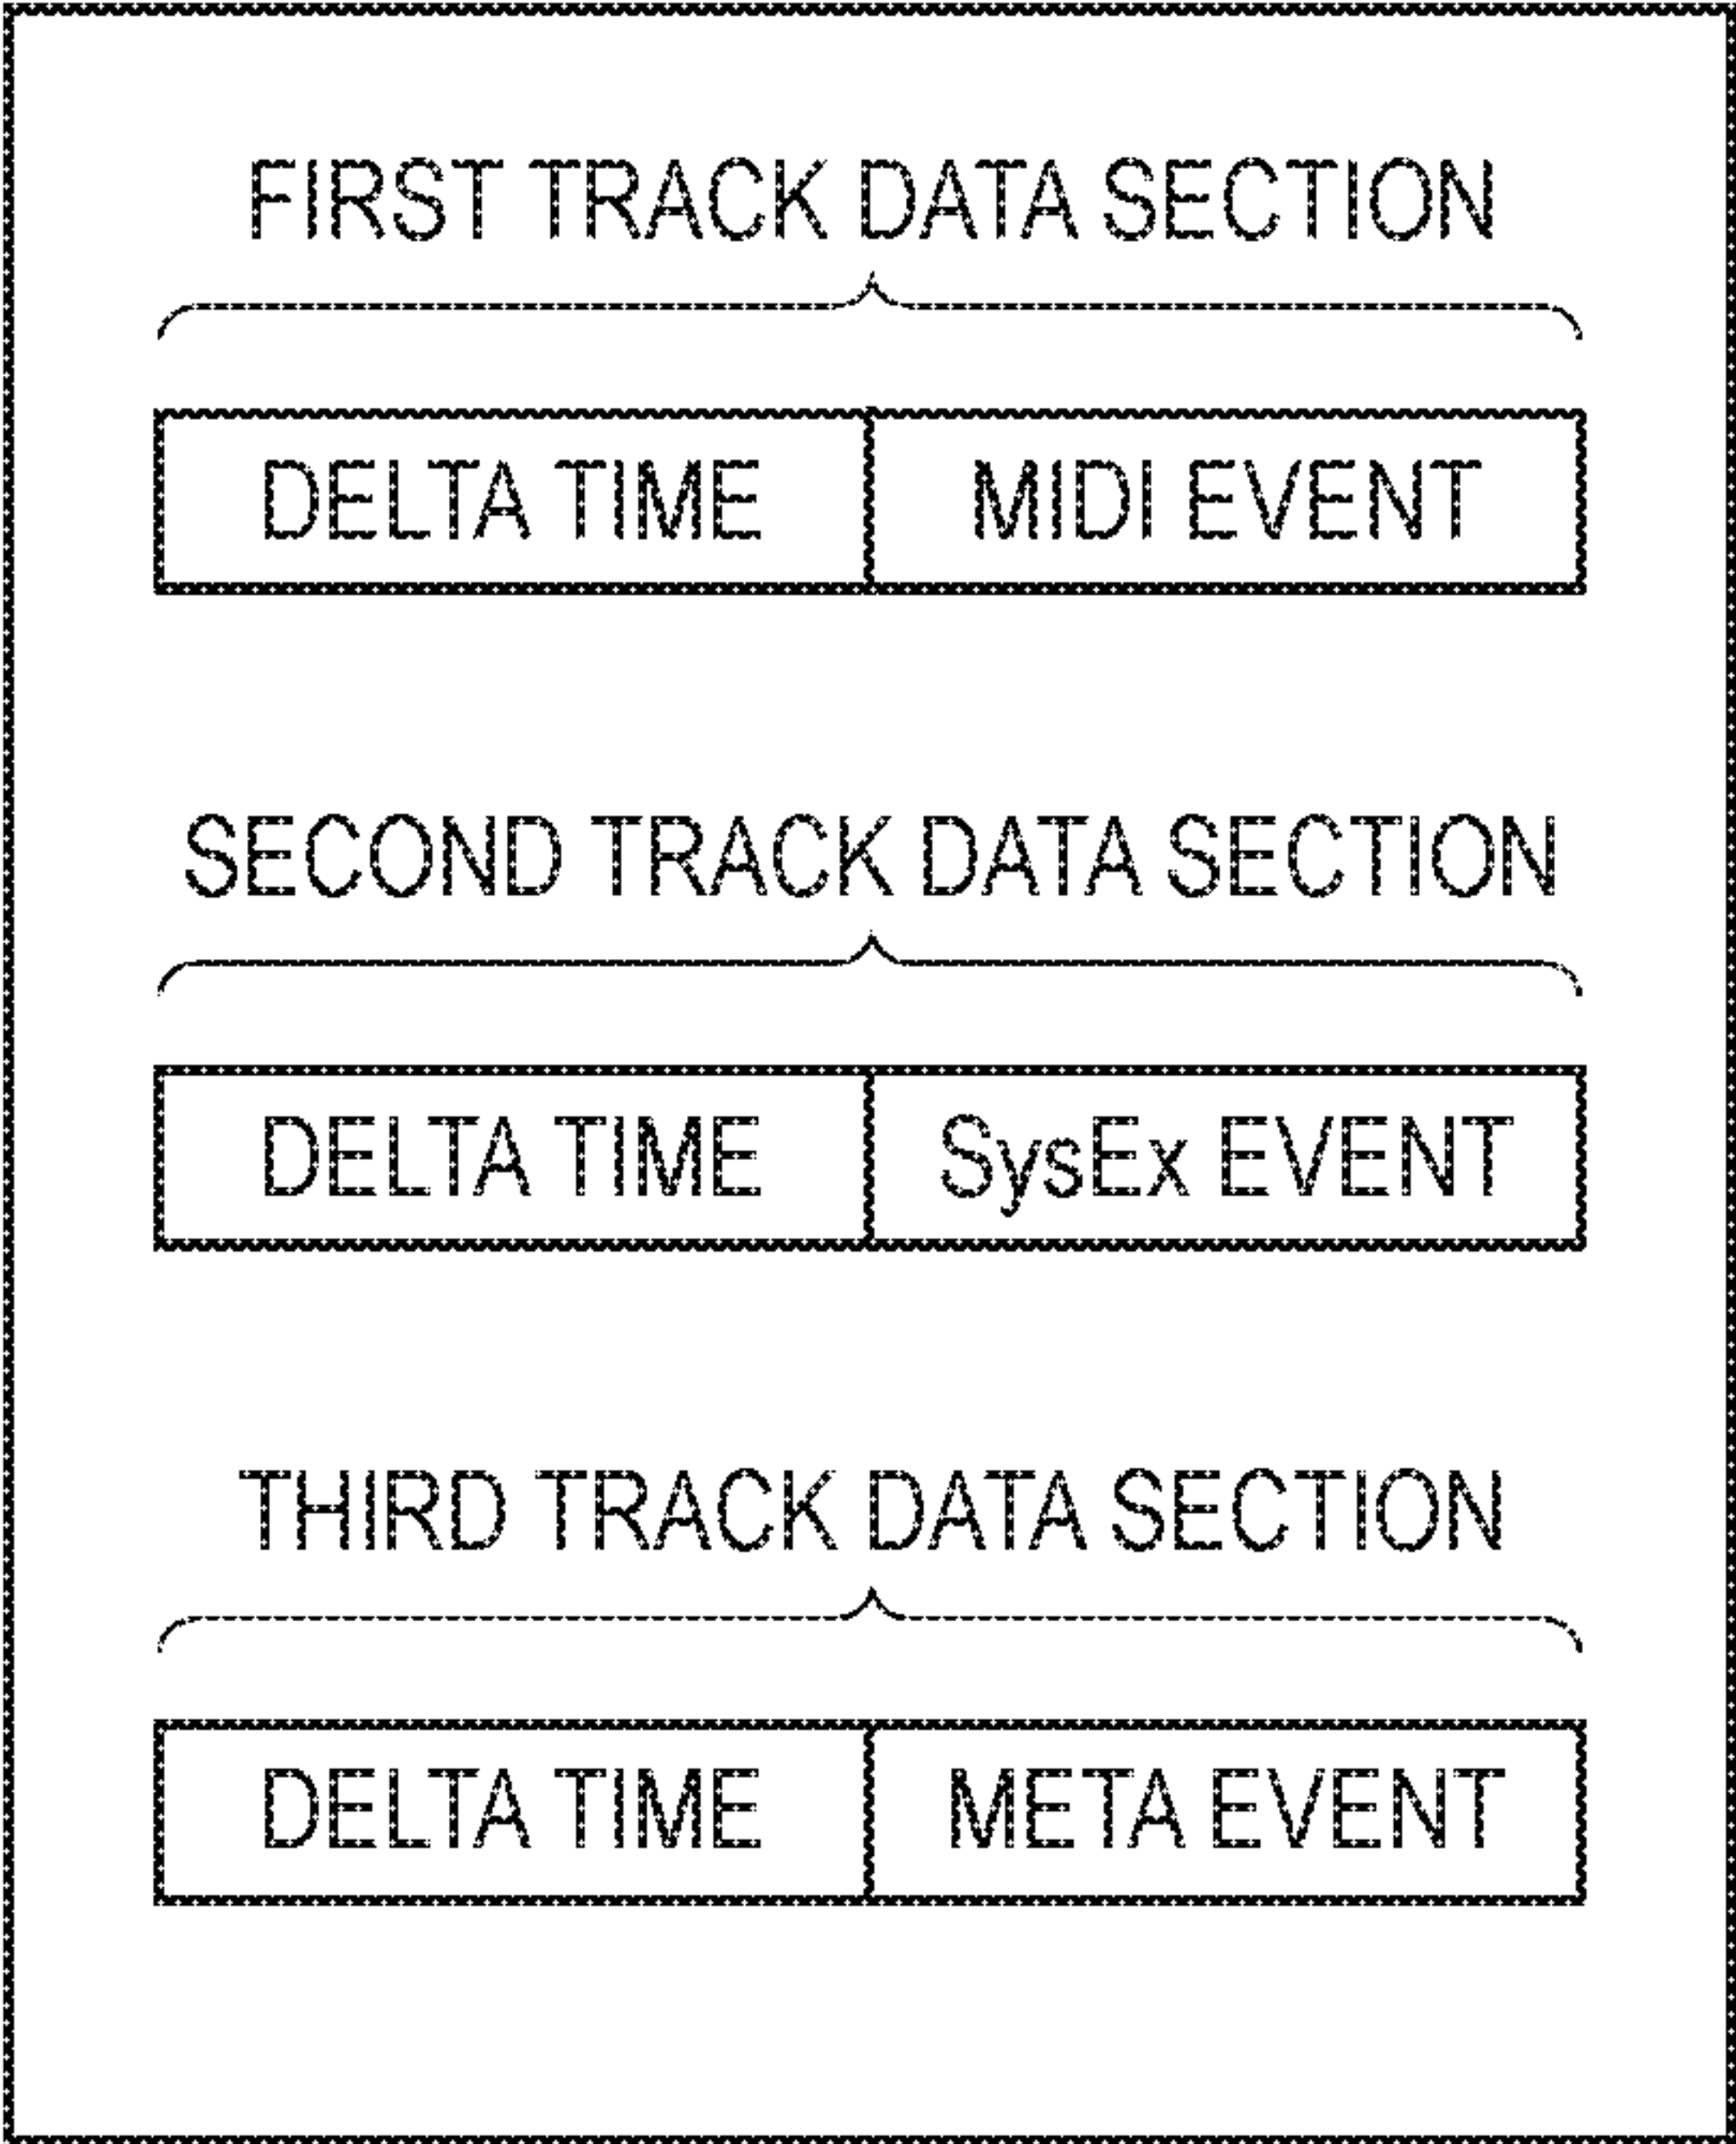 FIRST TRACK DATA SECTION
DELTA TIME MIDI EVENT
SECOND TRACK DATA SECTION
DELTA TIME SysEx EVENT
THIRD TRACK DATA SECTION
DELTA TIME META EVENT